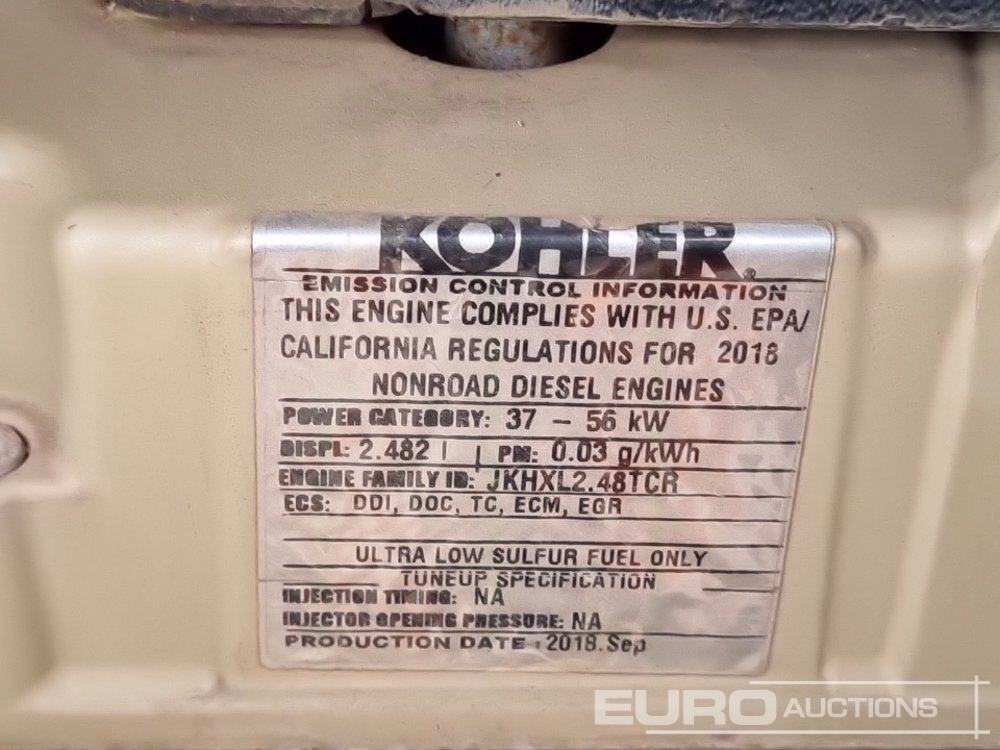 KOHLER.
EMISSION CONTROL INFORMATION
THIS ENGINE COMPLIES WITH U.S. EPA/
CALIFORNIA REGULATIONS FOR 2018
NONROAD DIESEL ENGINES
POWER CATEGORY: 37 – 56 kW
DISPL: 2.482 l | PM: 0.03 g/kWh
ENGINE FAMILY ID: JKHXL2.48TCR
ECS: DDI, DOC, TC, ECM, EGR
ULTRA LOW SULFUR FUEL ONLY
TUNEUP SPECIFICATION
INJECTION TIMING: NA
INJECTOR OPENING PRESSURE: NA
PRODUCTION DATE : 2018.Sep
EURO AUCTIONS